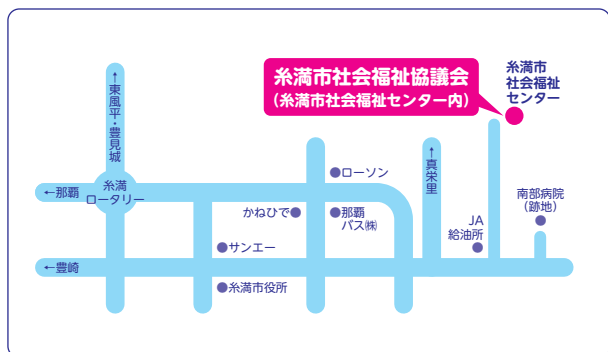 糸満市社会福祉協議会
（糸満市社会福祉センター内）
糸満市
社会福祉
センター
←東風平・豊見城
←真栄里
←那覇
糸満
ロータリー
ローソン
かねひで
那覇
バス㈱
南部病院
（跡地）
JA
給油所
サンエー
←豊崎
糸満市役所